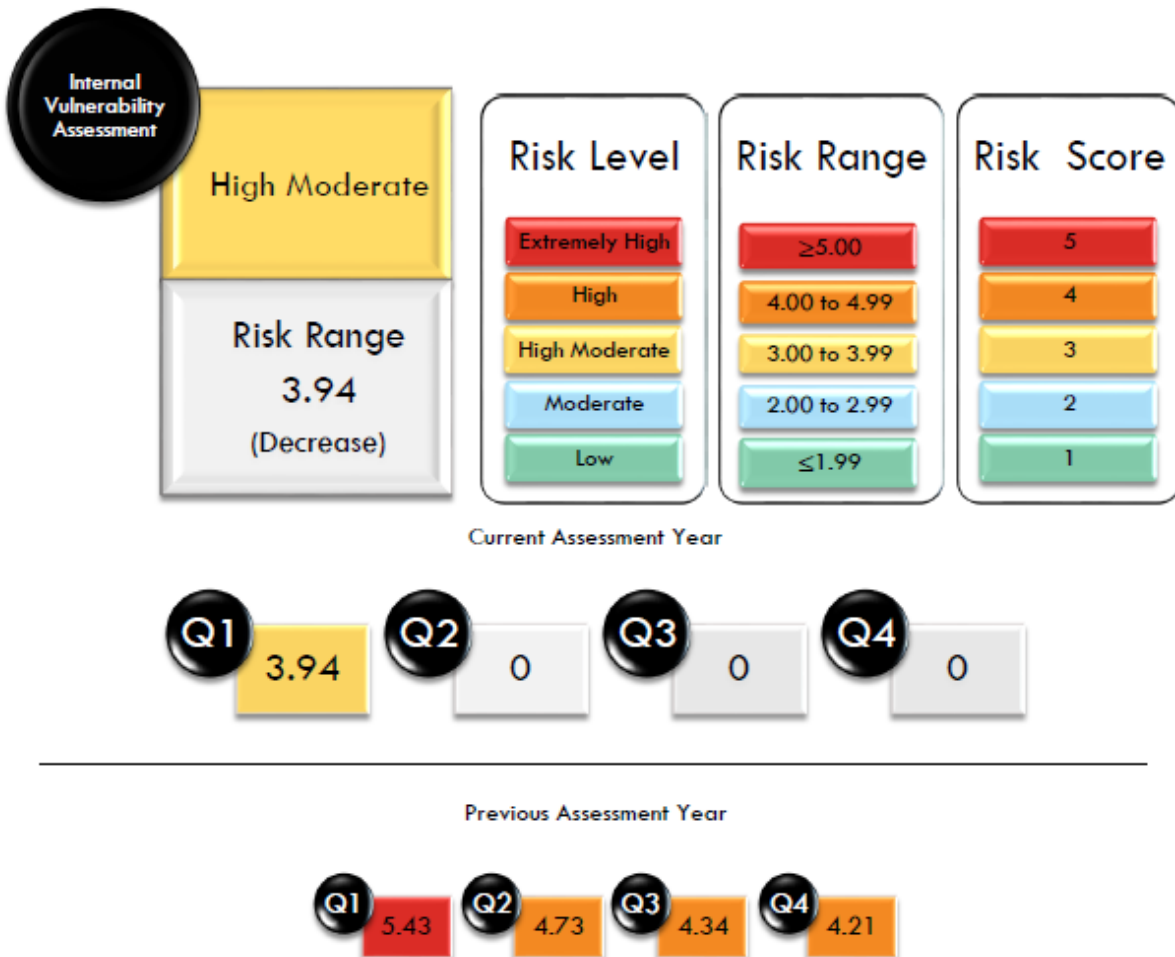 Internal
Vulnerability
Assessment
High Moderate
Risk Range
3.94
(Decrease)
Risk Level
Extremely High
High
High Moderate
Moderate
Low
Risk Range
≥5.00
4.00 to 4.99
3.00 to 3.99
2.00 to 2.99
≤1.99
Risk Score
5
4
3
2
1
Current Assessment Year
Q1
3.94
Q2
0
Q3
0
Q4
0
Previous Assessment Year
Q1
5.43
Q2
4.73
Q3
4.34
Q4
4.21